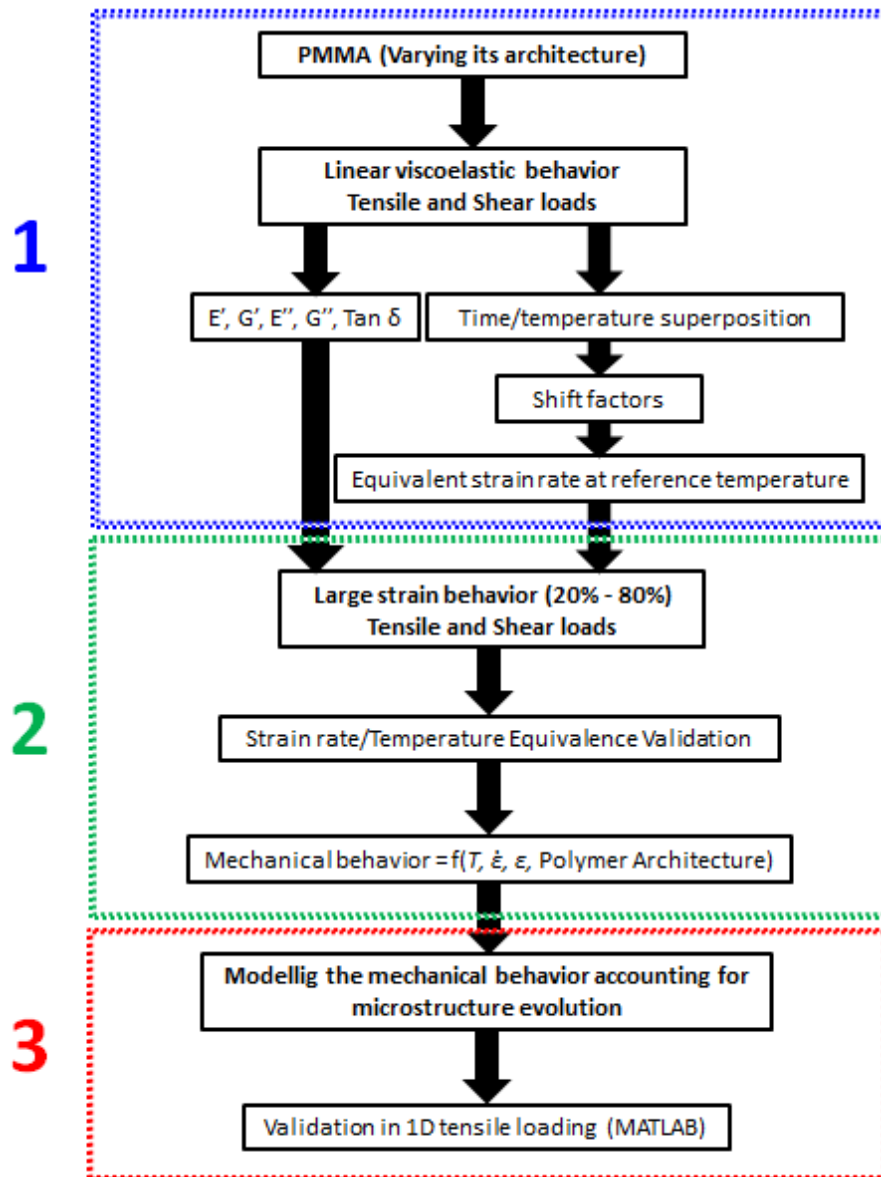 1
PMMA (Varying its architecture)
Linear viscoelastic behavior
Tensile and Shear loads
E’, G’, E’’, G’’, Tan δ
Time/temperature superposition
Shift factors
Equivalent strain rate at reference temperature
2
Large strain behavior (20% - 80%)
Tensile and Shear loads
Strain rate/Temperature Equivalence Validation
Mechanical behavior = f(T, ε̇, ε, Polymer Architecture)
3
Modellig the mechanical behavior accounting for
microstructure evolution
Validation in 1D tensile loading (MATLAB)